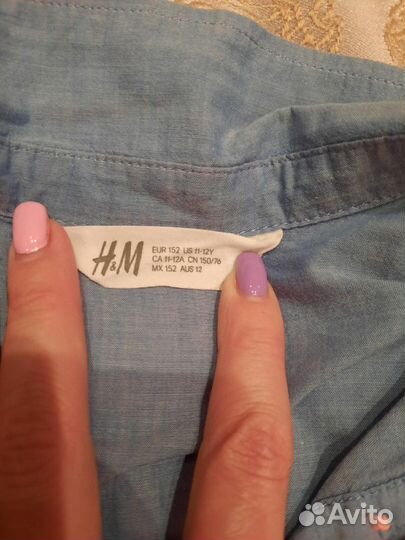 H&M
EUR 152 US 11-12Y
CA 11-12A CN 150/76
MX 152 AUS 12
Avito